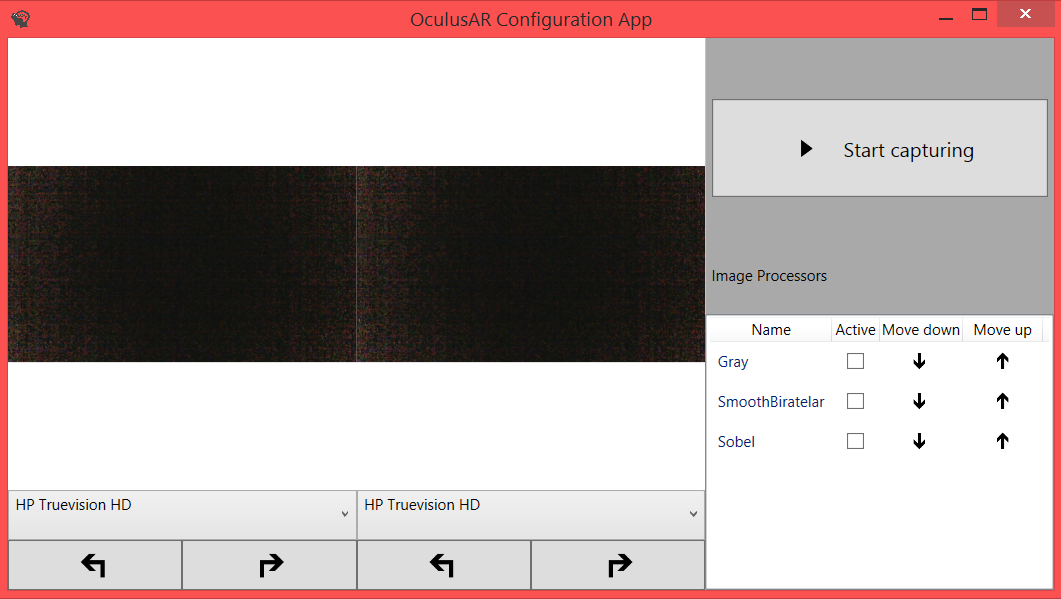 OculusAR Configuration App
Start capturing
Image Processors
Name Active Move down Move up
Gray
SmoothBiratelar
Sobel
HP Truevision HD HP Truevision HD